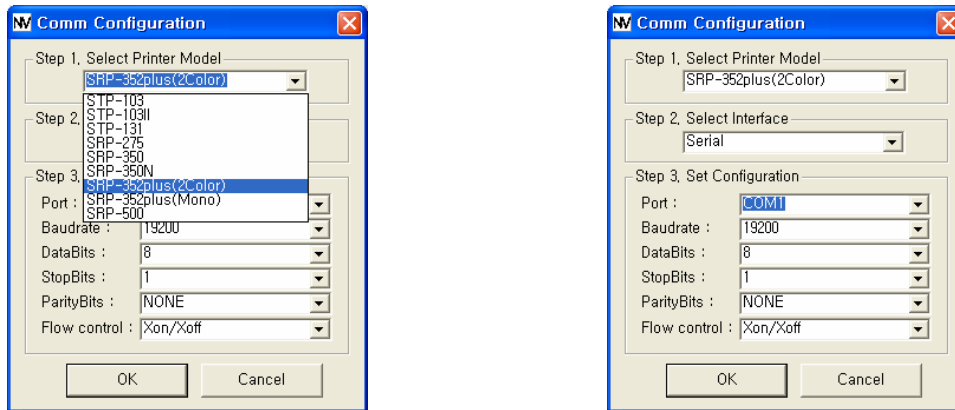 NV Comm Configuration
Step 1, Select Printer Model
SRP-352plus(2Color)
STP-103
STP-103II
STP-131
SRP-275
SRP-350
SRP-350N
SRP-352plus(2Color)
SRP-352plus(Mono)
SRP-500
Step 2,
Step 3,
Port :
Baudrate : 19200
DataBits : 8
StopBits : 1
ParityBits : NONE
Flow control : Xon/Xoff
OK Cancel
NV Comm Configuration
Step 1, Select Printer Model
SRP-352plus(2Color)
Step 2, Select Interface
Serial
Step 3, Set Configuration
Port : COM1
Baudrate : 19200
DataBits : 8
StopBits : 1
ParityBits : NONE
Flow control : Xon/Xoff
OK Cancel